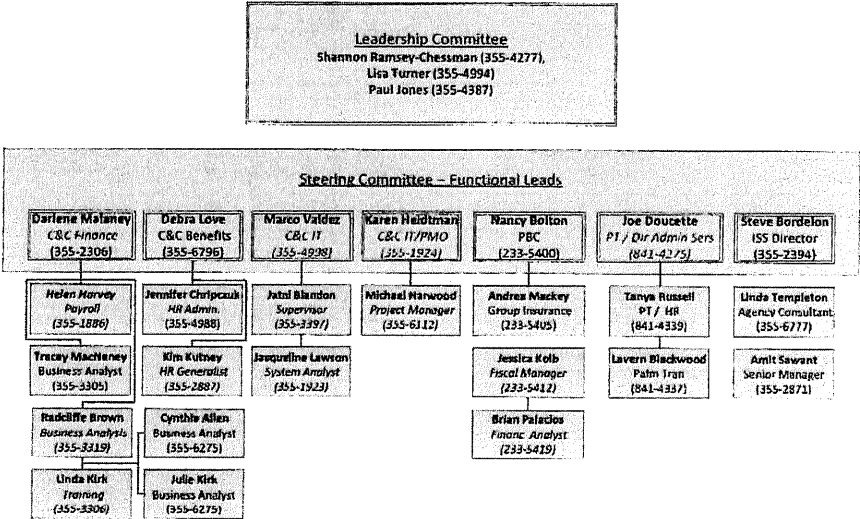 Leadership Committee
Shannon Ramsey-Chessman (355-4277),
Lisa Turner (355-4994)
Paul Jones (355-4387)
Steering Committee – Functional Leads
Darlene Malaney
C&C Finance
(355-2306)
Debra Love
C&C Benefits
(355-6796)
Marco Valdez
C&C IT
(355-4998)
Karen Heidtman
C&C IT/PMO
(355-1924)
Nancy Bolton
PBC
(233-5400)
Joe Doucette
PT / Dir Admin Sers
(841-4275)
Steve Bordelon
ISS Director
(355-2394)
Helen Harvey
Payroll
(355-1886)
Jennifer Chripczuk
HR Admin.
(355-4988)
Jatni Blandon
Supervisor
(355-3397)
Michael Harwood
Project Manager
(355-6112)
Andrea Mackey
Group Insurance
(233-5405)
Tanya Russell
PT / HR
(841-4339)
Linda Templeton
Agency Consultant
(355-6777)
Tracey MacNeney
Business Analyst
(355-3305)
Kim Kutney
HR Generalist
(355-2887)
Jacqueline Lawson
System Analyst
(355-1923)
Jessica Kolb
Fiscal Manager
(233-5412)
Lavern Blackwood
Palm Tran
(841-4337)
Amit Sawant
Senior Manager
(355-2871)
Radcliffe Brown
Business Analysis
(355-3319)
Cynthia Allen
Business Analyst
(355-6275)
Brian Palacios
Financ Analyst
(233-5419)
Linda Kirk
Training
(355-3306)
Julie Kirk
Business Analyst
(355-6275)